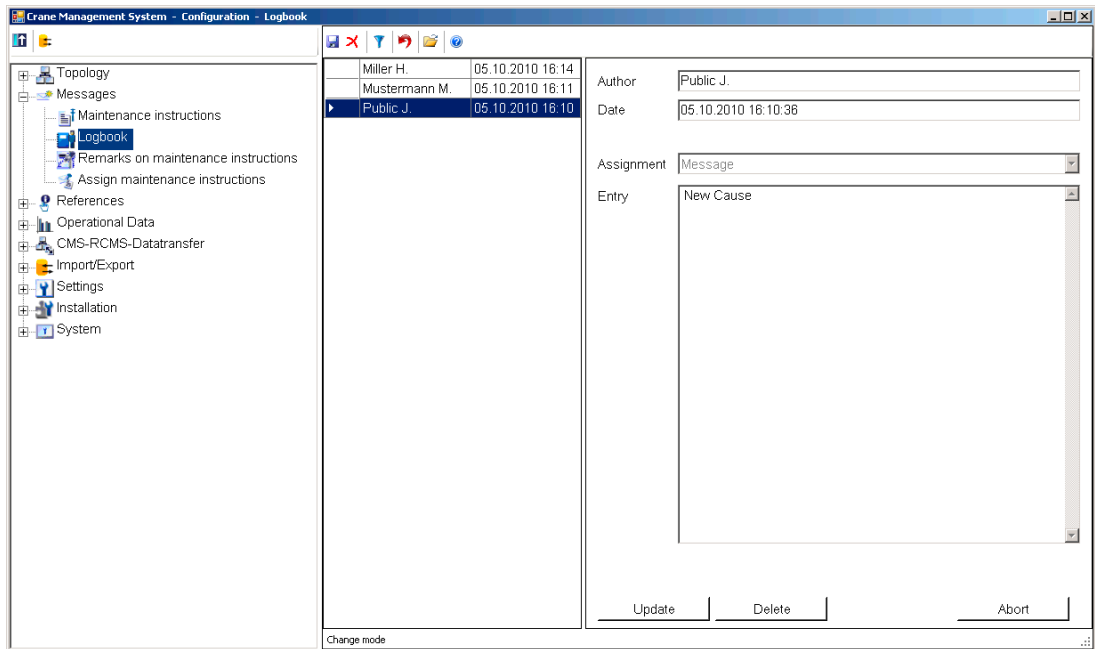 Crane Management System - Configuration - Logbook
Topology
Messages
Maintenance instructions
Logbook
Remarks on maintenance instructions
Assign maintenance instructions
References
Operational Data
CMS-RCMS-Datatransfer
Import/Export
Settings
Installation
System
Miller H. 05.10.2010 16:14
Mustermann M. 05.10.2010 16:11
Public J. 05.10.2010 16:10
Author Public J.
Date 05.10.2010 16:10:36
Assignment Message
Entry New Cause
Update Delete Abort
Change mode